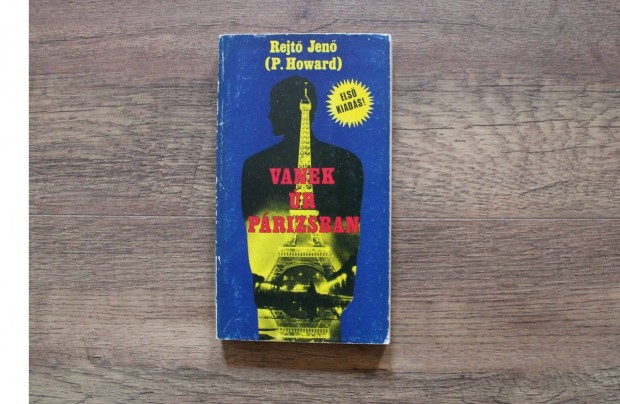 Rejtő Jenő
(P. Howard)
ELSŐ
KIADÁS!
VANEK
ÚR
PÁRIZSBAN